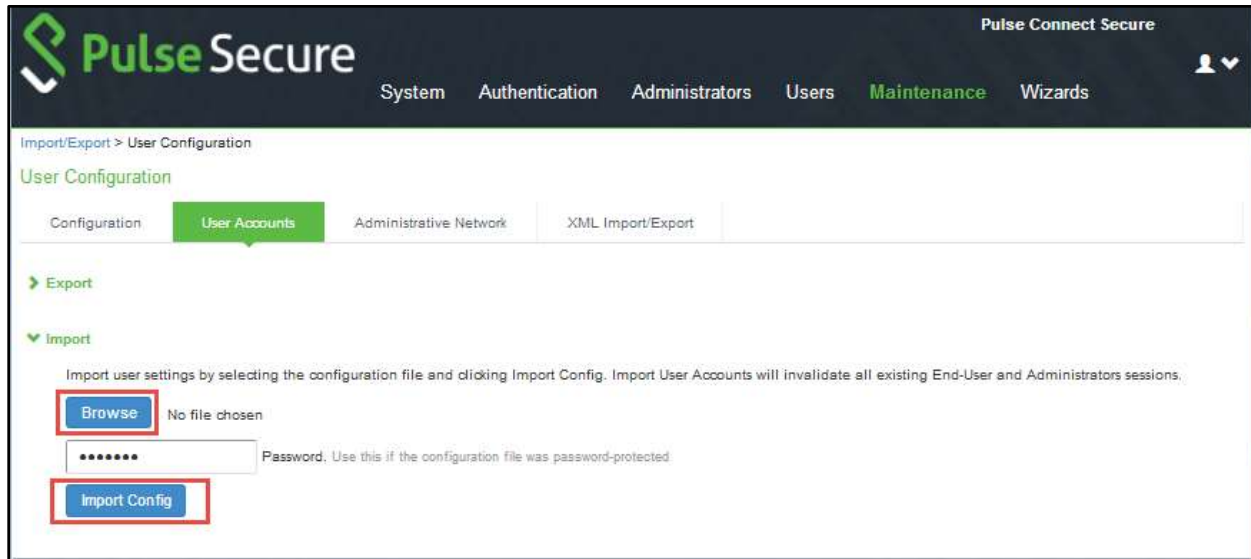 Pulse Connect Secure
Pulse Secure
System Authentication Administrators Users Maintenance Wizards
Import/Export > User Configuration
User Configuration
Configuration User Accounts Administrative Network XML Import/Export
Export
Import
Import user settings by selecting the configuration file and clicking Import Config. Import User Accounts will invalidate all existing End-User and Administrators sessions.
Browse No file chosen
••••••• Password. Use this if the configuration file was password-protected
Import Config